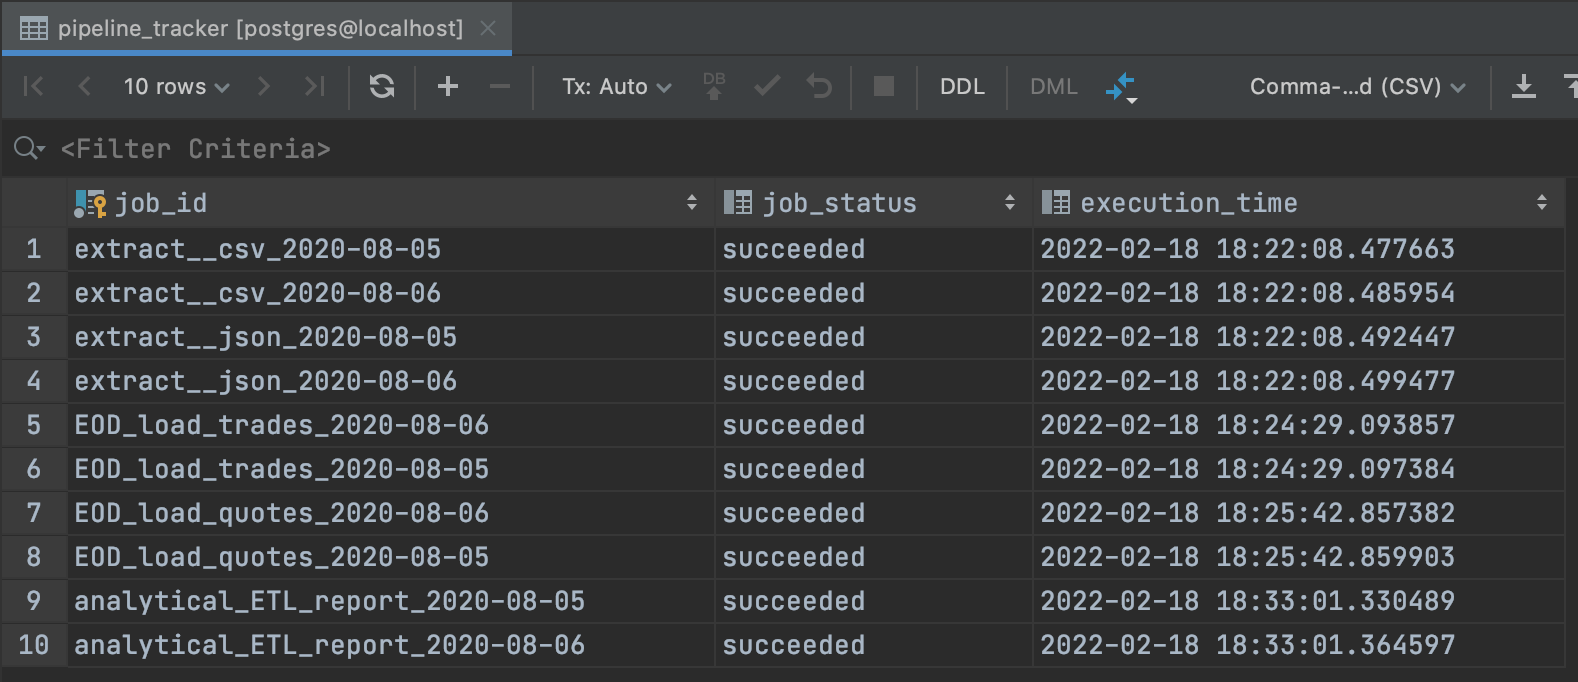 pipeline_tracker [postgres@localhost]
10 rows Tx: Auto DB DDL DML Comma-...d (CSV)
<Filter Criteria>
job_id job_status execution_time
1 extract__csv_2020-08-05 succeeded 2022-02-18 18:22:08.477663
2 extract__csv_2020-08-06 succeeded 2022-02-18 18:22:08.485954
3 extract__json_2020-08-05 succeeded 2022-02-18 18:22:08.492447
4 extract__json_2020-08-06 succeeded 2022-02-18 18:22:08.499477
5 EOD_load_trades_2020-08-06 succeeded 2022-02-18 18:24:29.093857
6 EOD_load_trades_2020-08-05 succeeded 2022-02-18 18:24:29.097384
7 EOD_load_quotes_2020-08-06 succeeded 2022-02-18 18:25:42.857382
8 EOD_load_quotes_2020-08-05 succeeded 2022-02-18 18:25:42.859903
9 analytical_ETL_report_2020-08-05 succeeded 2022-02-18 18:33:01.330489
10 analytical_ETL_report_2020-08-06 succeeded 2022-02-18 18:33:01.364597